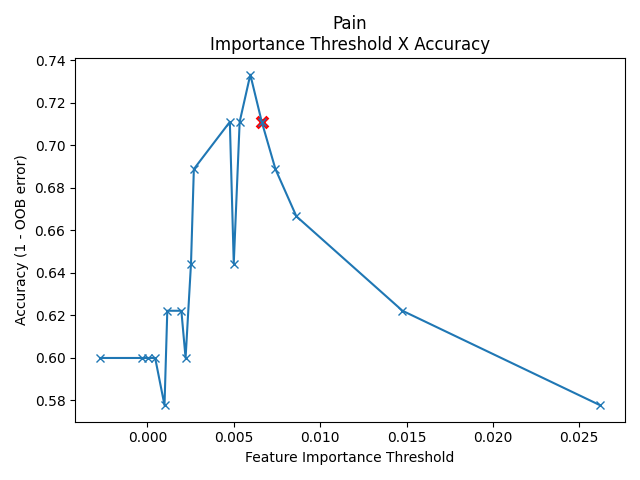 Pain
Importance Threshold X Accuracy
0.74
0.72
0.70
0.68
0.66
0.64
0.62
0.60
0.58
Accuracy (1 - OOB error)
0.000 0.005 0.010 0.015 0.020 0.025
Feature Importance Threshold